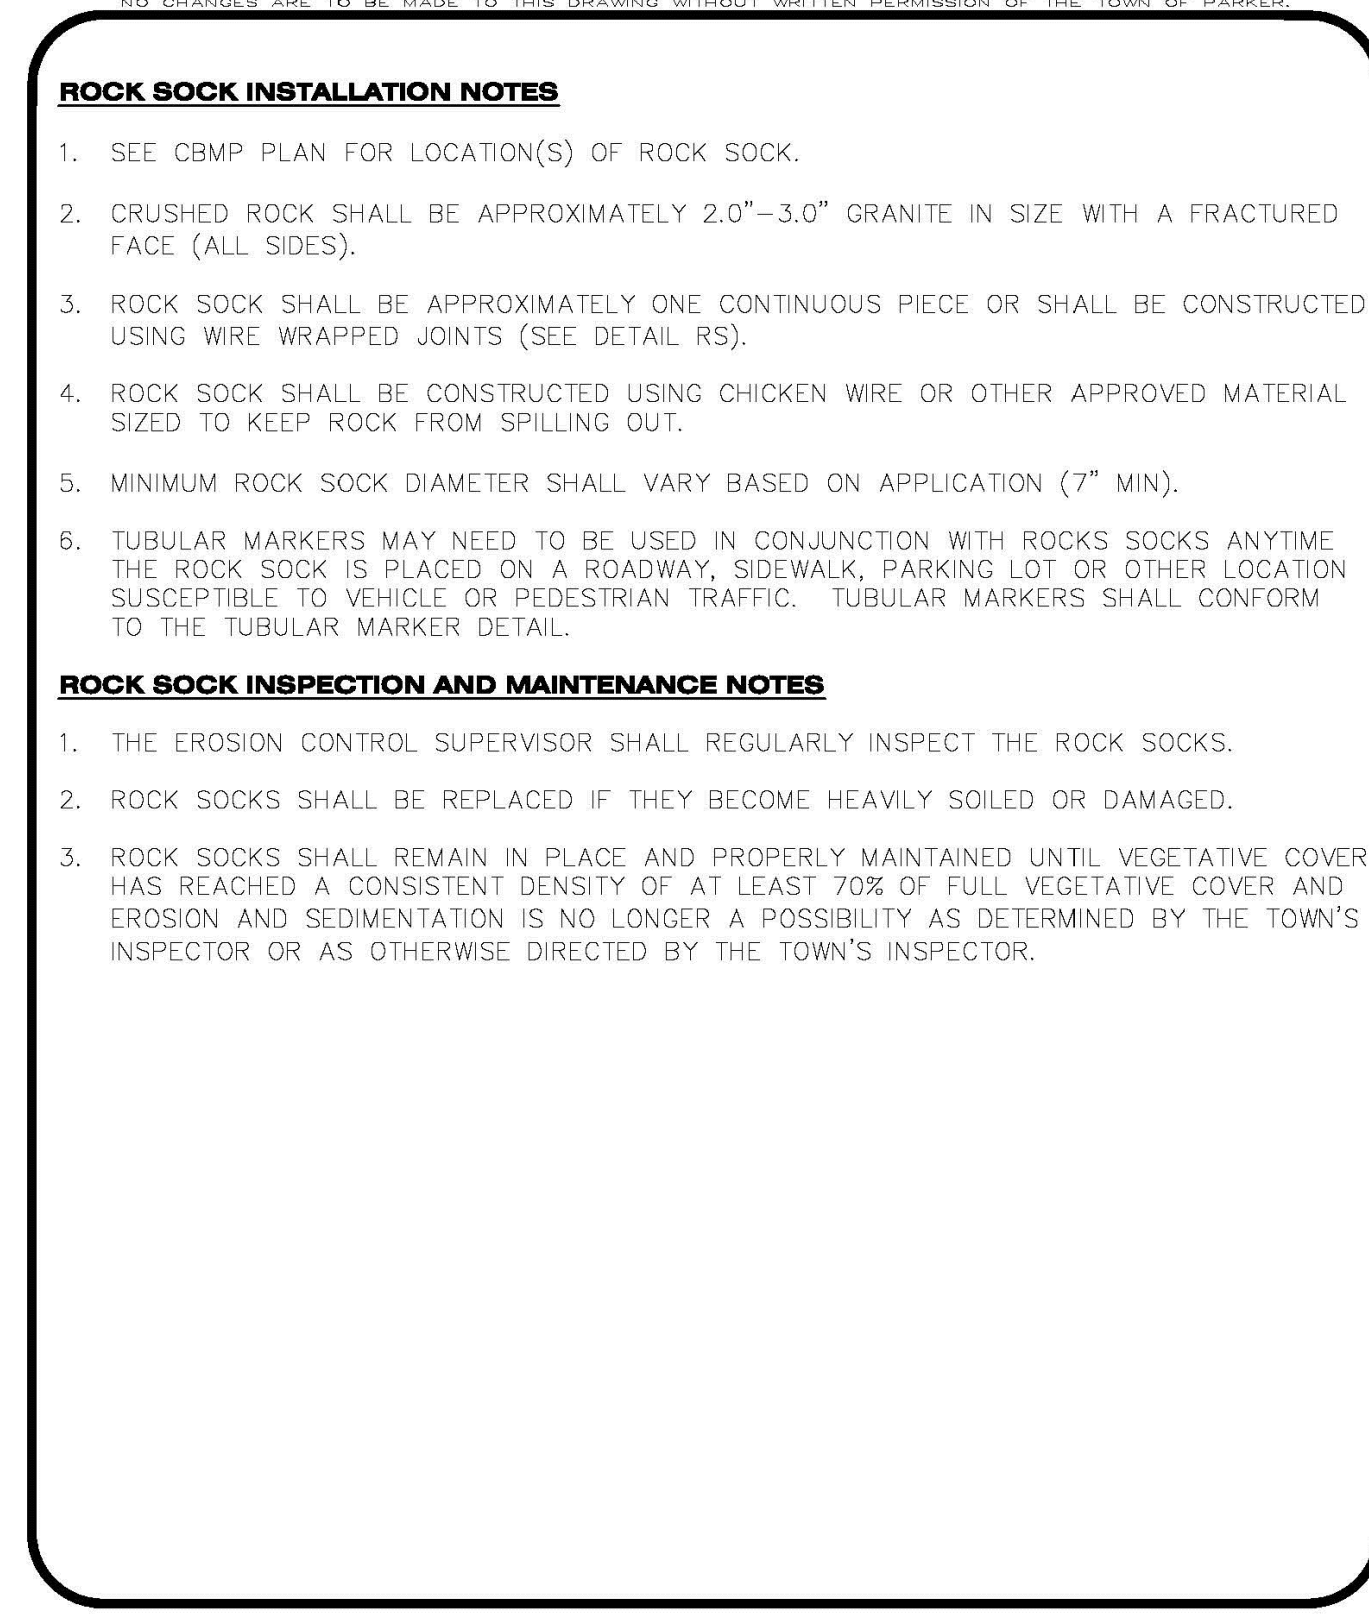 NO CHANGES ARE TO BE MADE TO THIS DRAWING WITHOUT WRITTEN PERMISSION OF THE TOWN OF PARKER.
ROCK SOCK INSTALLATION NOTES
1. SEE CBMP PLAN FOR LOCATION(S) OF ROCK SOCK.
2. CRUSHED ROCK SHALL BE APPROXIMATELY 2.0"-3.0" GRANITE IN SIZE WITH A FRACTURED
FACE (ALL SIDES).
3. ROCK SOCK SHALL BE APPROXIMATELY ONE CONTINUOUS PIECE OR SHALL BE CONSTRUCTED
USING WIRE WRAPPED JOINTS (SEE DETAIL RS).
4. ROCK SOCK SHALL BE CONSTRUCTED USING CHICKEN WIRE OR OTHER APPROVED MATERIAL
SIZED TO KEEP ROCK FROM SPILLING OUT.
5. MINIMUM ROCK SOCK DIAMETER SHALL VARY BASED ON APPLICATION (7" MIN).
6. TUBULAR MARKERS MAY NEED TO BE USED IN CONJUNCTION WITH ROCKS SOCKS ANYTIME
THE ROCK SOCK IS PLACED ON A ROADWAY, SIDEWALK, PARKING LOT OR OTHER LOCATION
SUSCEPTIBLE TO VEHICLE OR PEDESTRIAN TRAFFIC. TUBULAR MARKERS SHALL CONFORM
TO THE TUBULAR MARKER DETAIL.
ROCK SOCK INSPECTION AND MAINTENANCE NOTES
1. THE EROSION CONTROL SUPERVISOR SHALL REGULARLY INSPECT THE ROCK SOCKS.
2. ROCK SOCKS SHALL BE REPLACED IF THEY BECOME HEAVILY SOILED OR DAMAGED.
3. ROCK SOCKS SHALL REMAIN IN PLACE AND PROPERLY MAINTAINED UNTIL VEGETATIVE COVER
HAS REACHED A CONSISTENT DENSITY OF AT LEAST 70% OF FULL VEGETATIVE COVER AND
EROSION AND SEDIMENTATION IS NO LONGER A POSSIBILITY AS DETERMINED BY THE TOWN'S
INSPECTOR OR AS OTHERWISE DIRECTED BY THE TOWN'S INSPECTOR.